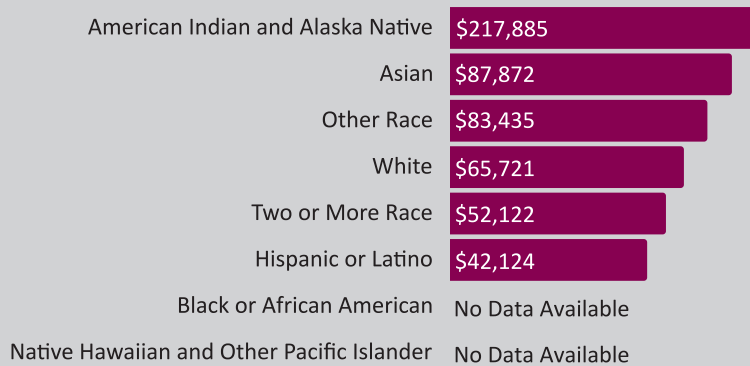 American Indian and Alaska Native $217,885
Asian $87,872
Other Race $83,435
White $65,721
Two or More Race $52,122
Hispanic or Latino $42,124
Black or African American No Data Available
Native Hawaiian and Other Pacific Islander No Data Available